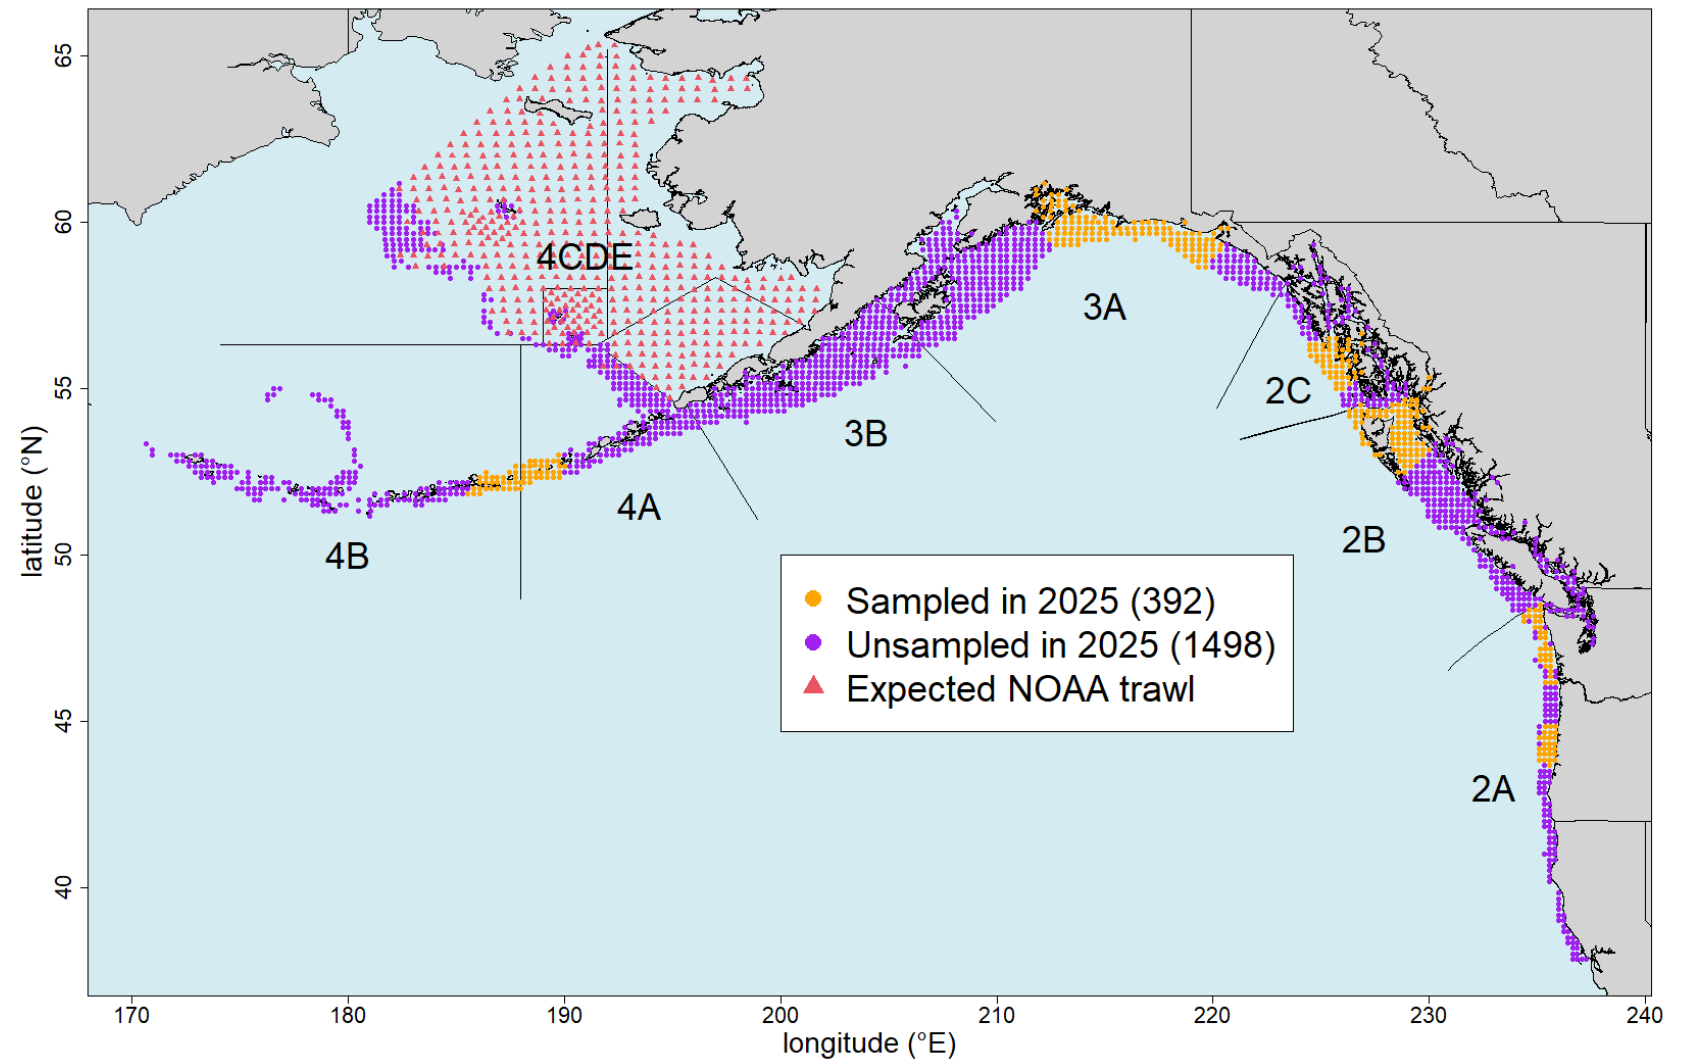 65
60
55
50
45
40
latitude (°N)
4CDE
3A
2C
3B
4A
2B
4B
2A
Sampled in 2025 (392)
Unsampled in 2025 (1498)
Expected NOAA trawl
170
180
190
200
210
220
230
240
longitude (°E)